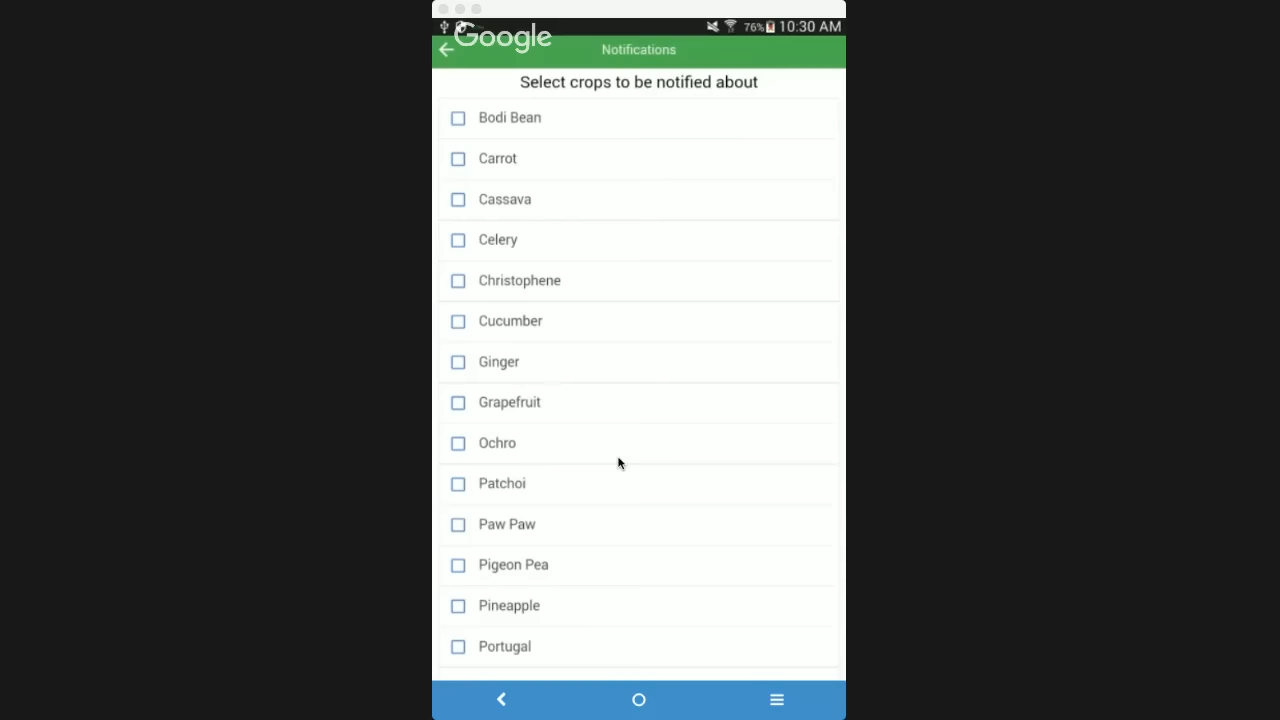 Google
76% 10:30 AM
Notifications
Select crops to be notified about
Bodi Bean
Carrot
Cassava
Celery
Christophene
Cucumber
Ginger
Grapefruit
Ochro
Patchoi
Paw Paw
Pigeon Pea
Pineapple
Portugal